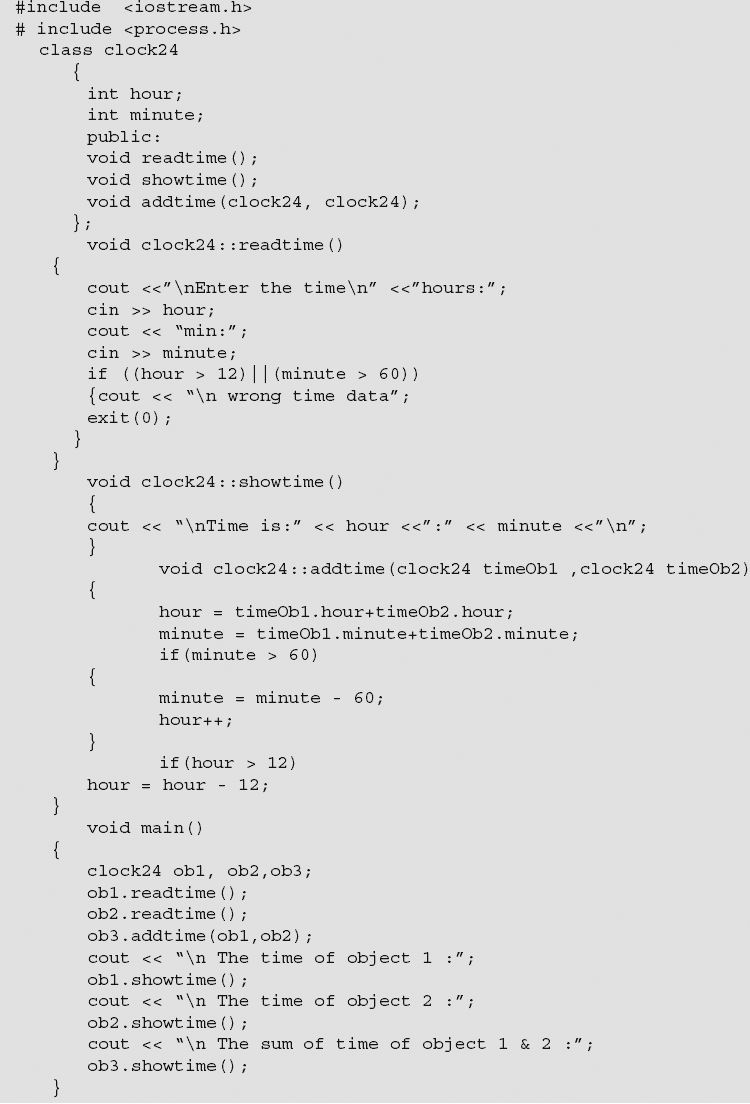 #include  <iostream.h>
# include <process.h>
class clock24
{
int hour;
int minute;
public:
void readtime();
void showtime();
void addtime(clock24, clock24);
};
void clock24::readtime()
{
cout <<”\nEnter the time\n” <<”hours:”;
cin >> hour;
cout << “min:”;
cin >> minute;
if ((hour > 12)||(minute > 60))
{cout << “\n wrong time data”;
exit(0);
}
}
void clock24::showtime()
{
cout << “\nTime is:” << hour <<”:” << minute <<”\n”;
}
void clock24::addtime(clock24 timeOb1 ,clock24 timeOb2)
{
hour = timeOb1.hour+timeOb2.hour;
minute = timeOb1.minute+timeOb2.minute;
if(minute > 60)
{
minute = minute - 60;
hour++;
}
if(hour > 12)
hour = hour - 12;
}
void main()
{
clock24 ob1, ob2,ob3;
ob1.readtime();
ob2.readtime();
ob3.addtime(ob1,ob2);
cout << “\n The time of object 1 :”;
ob1.showtime();
cout << “\n The time of object 2 :”;
ob2.showtime();
cout << “\n The sum of time of object 1 & 2 :”;
ob3.showtime();
}